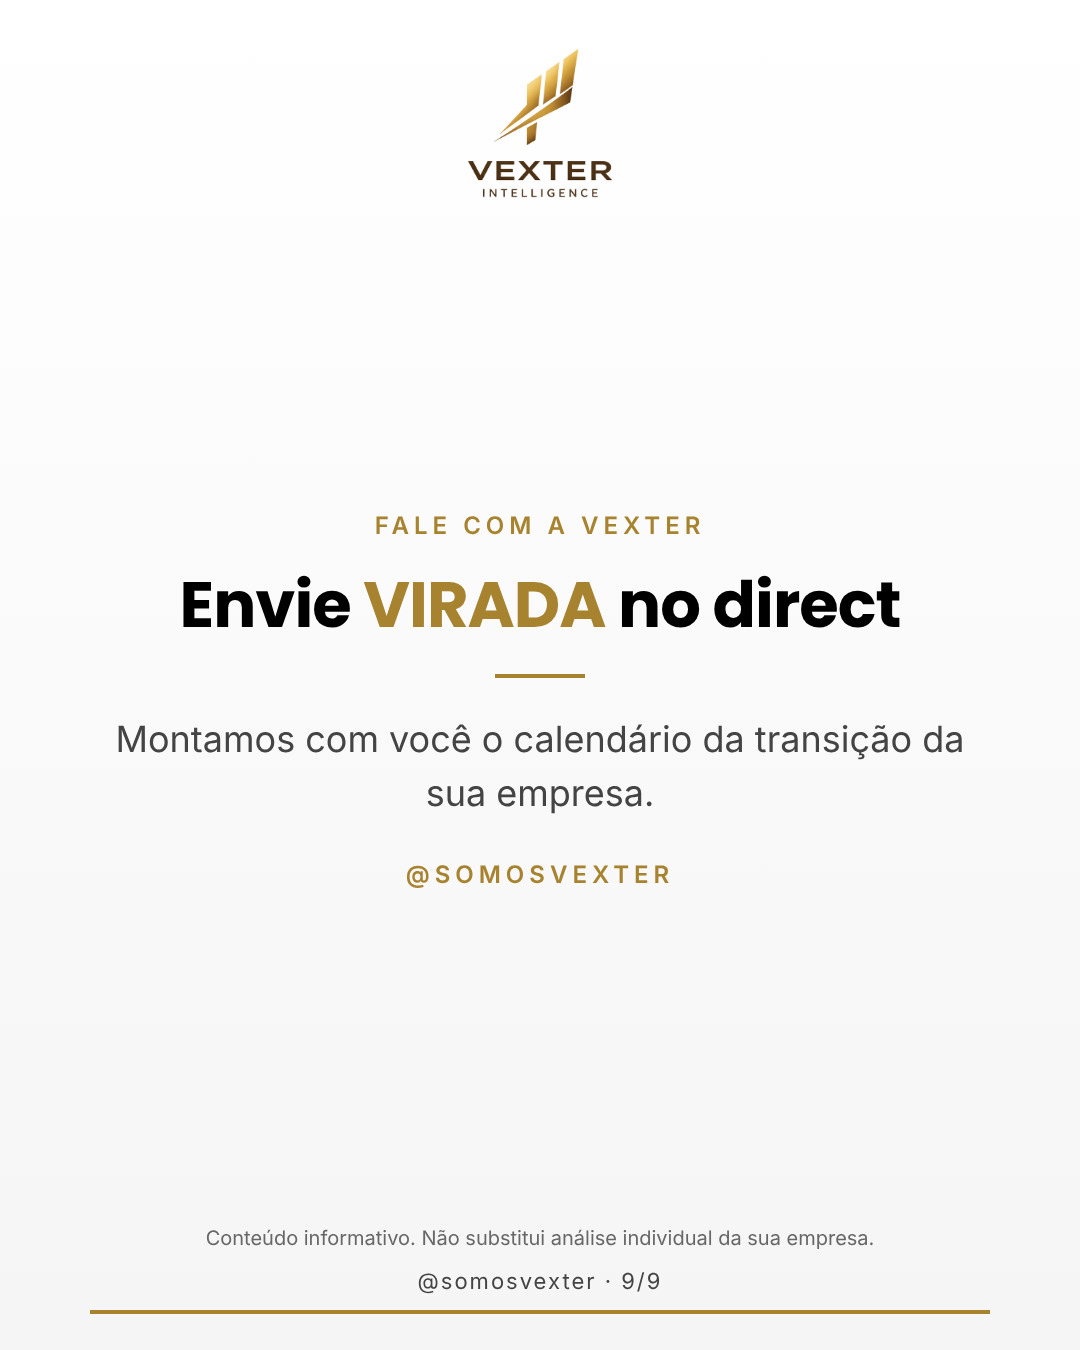 VEXTER
INTELLIGENCE
FALE COM A VEXTER
Envie VIRADA no direct
Montamos com você o calendário da transição da
sua empresa.
@SOMOSVEXTER
Conteúdo informativo. Não substitui análise individual da sua empresa.
@somosvexter · 9/9